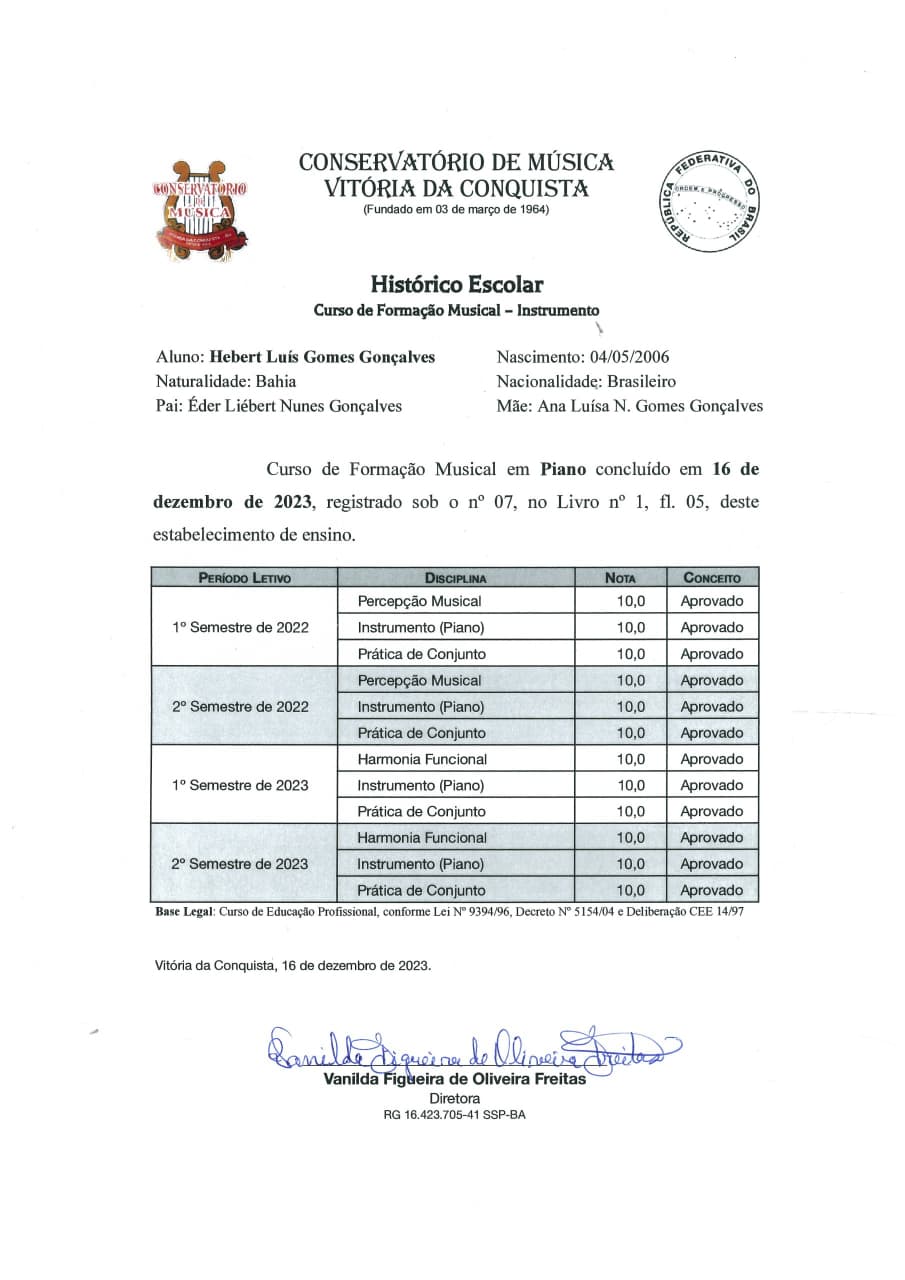 CONSERVATÓRIO DE MÚSICA
VITÓRIA DA CONQUISTA
(Fundado em 03 de março de 1964)
CONSERVATÓRIO
DE
MÚSICA
REPÚBLICA FEDERATIVA DO BRASIL
ORDEM E PROGRESSO
Histórico Escolar
Curso de Formação Musical – Instrumento
Aluno: Hebert Luís Gomes Gonçalves Nascimento: 04/05/2006
Naturalidade: Bahia Nacionalidade: Brasileiro
Pai: Éder Liébert Nunes Gonçalves Mãe: Ana Luísa N. Gomes Gonçalves
Curso de Formação Musical em Piano concluído em 16 de
dezembro de 2023, registrado sob o nº 07, no Livro nº 1, fl. 05, deste
estabelecimento de ensino.
PERÍODO LETIVO DISCIPLINA NOTA CONCEITO
1º Semestre de 2022
Percepção Musical 10,0 Aprovado
Instrumento (Piano) 10,0 Aprovado
Prática de Conjunto 10,0 Aprovado
2º Semestre de 2022
Percepção Musical 10,0 Aprovado
Instrumento (Piano) 10,0 Aprovado
Prática de Conjunto 10,0 Aprovado
1º Semestre de 2023
Harmonia Funcional 10,0 Aprovado
Instrumento (Piano) 10,0 Aprovado
Prática de Conjunto 10,0 Aprovado
2º Semestre de 2023
Harmonia Funcional 10,0 Aprovado
Instrumento (Piano) 10,0 Aprovado
Prática de Conjunto 10,0 Aprovado
Base Legal: Curso de Educação Profissional, conforme Lei Nº 9394/96, Decreto Nº 5154/04 e Deliberação CEE 14/97
Vitória da Conquista, 16 de dezembro de 2023.
Vanilda Figueira de Oliveira Freitas
Vanilda Figueira de Oliveira Freitas
Diretora
RG 16.423.705-41 SSP-BA